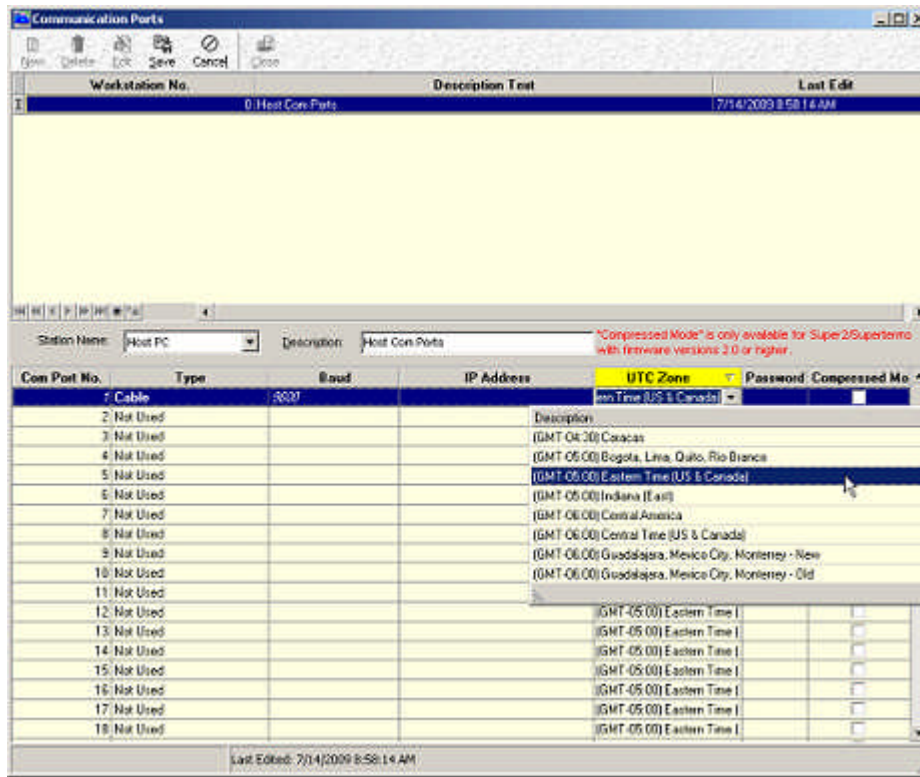 Communication Ports
New Delete Edit Save Cancel Close
Workstation No. Description Text Last Edit
0 Host Com Ports 7/14/2009 8:58:14 AM
Station Name: Host PC Description: Host Com Ports
"Compressed Mode" is only available for Super2/Superterms
with firmware versions 2.0 or higher.
Com Port No. Type Baud IP Address UTC Zone Password Compressed Mo
1 Cable 9600 ern Time (US & Canada)
2 Not Used Description
3 Not Used (GMT-04:30) Caracas
4 Not Used (GMT-05:00) Bogota, Lima, Quito, Rio Branco
5 Not Used (GMT-05:00) Eastern Time (US & Canada)
6 Not Used (GMT-05:00) Indiana (East)
7 Not Used (GMT-06:00) Central America
8 Not Used (GMT-06:00) Central Time (US & Canada)
9 Not Used (GMT-06:00) Guadalajara, Mexico City, Monterrey - New
10 Not Used (GMT-06:00) Guadalajara, Mexico City, Monterrey - Old
11 Not Used
12 Not Used (GMT-05:00) Eastern Time (
13 Not Used (GMT-05:00) Eastern Time (
14 Not Used (GMT-05:00) Eastern Time (
15 Not Used (GMT-05:00) Eastern Time (
16 Not Used (GMT-05:00) Eastern Time (
17 Not Used (GMT-05:00) Eastern Time (
18 Not Used (GMT-05:00) Eastern Time (
Last Edited: 7/14/2009 8:58:14 AM